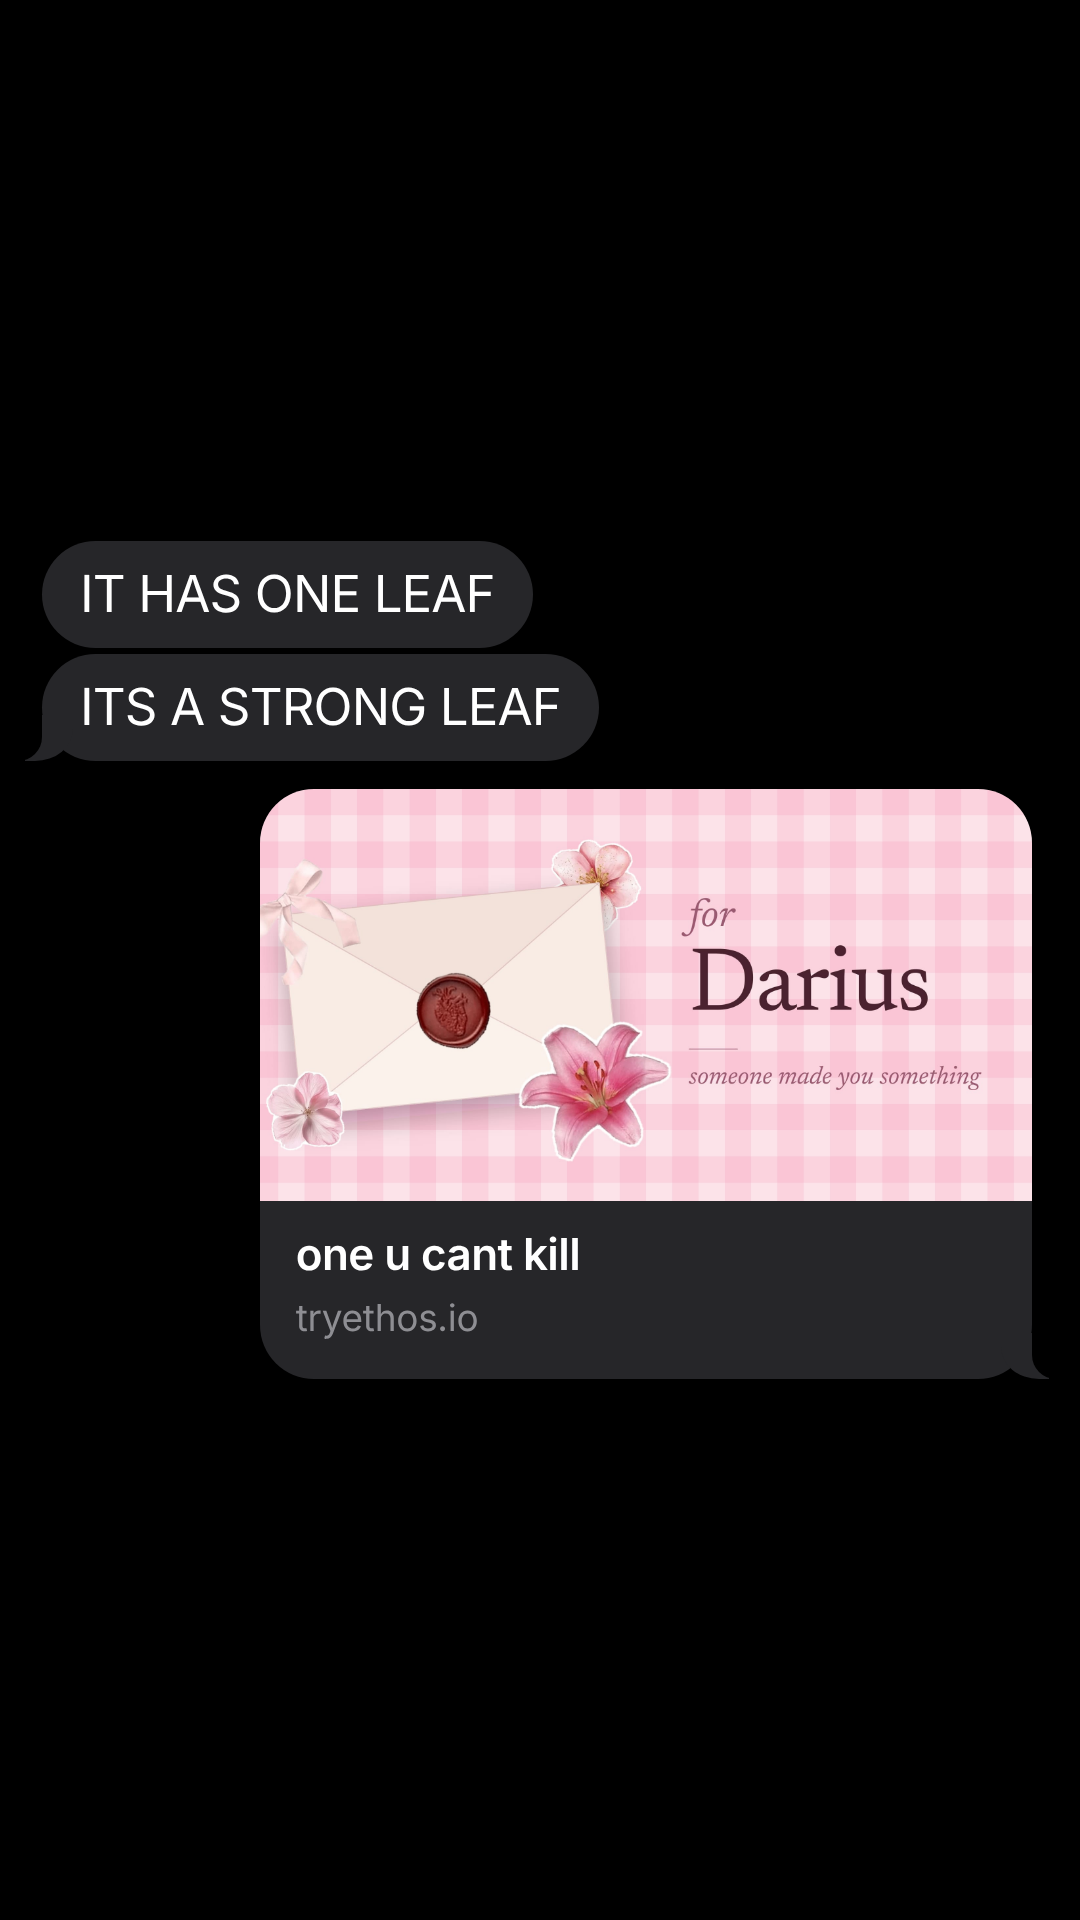 IT HAS ONE LEAF
ITS A STRONG LEAF
for
Darius
someone made you something
one u cant kill
tryethos.io